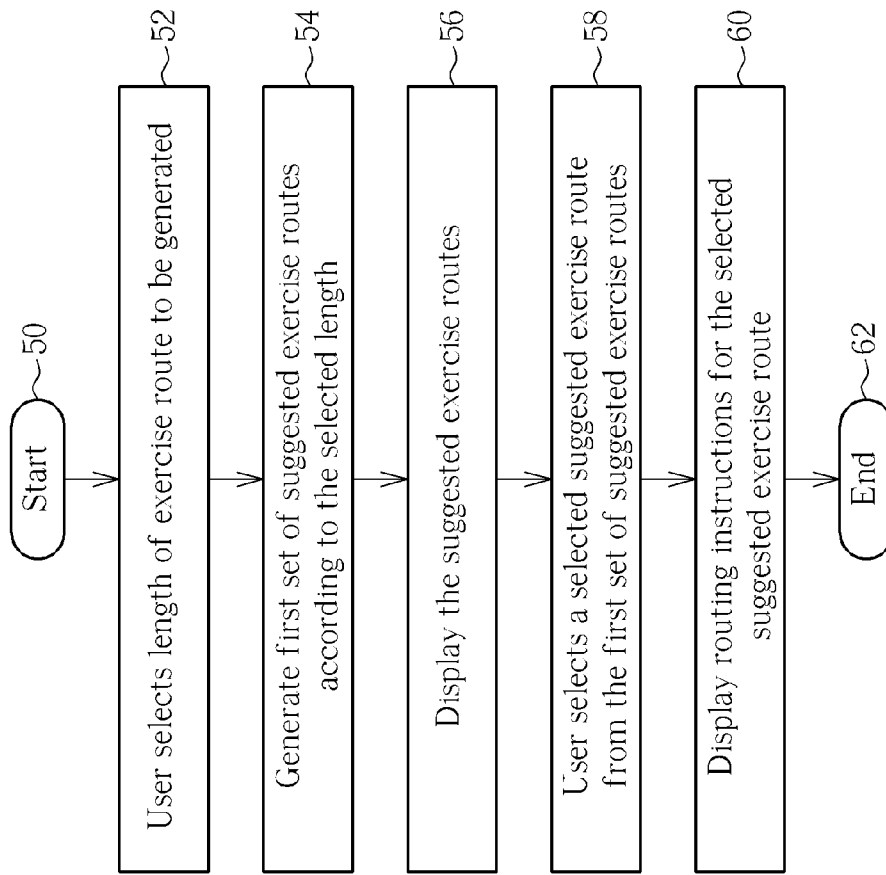 Start
50
User selects length of exercise route to be generated
52
Generate first set of suggested exercise routes
according to the selected length
54
Display the suggested exercise routes
56
User selects a selected suggested exercise route
from the first set of suggested exercise routes
58
Display routing instructions for the selected
suggested exercise route
60
End
62